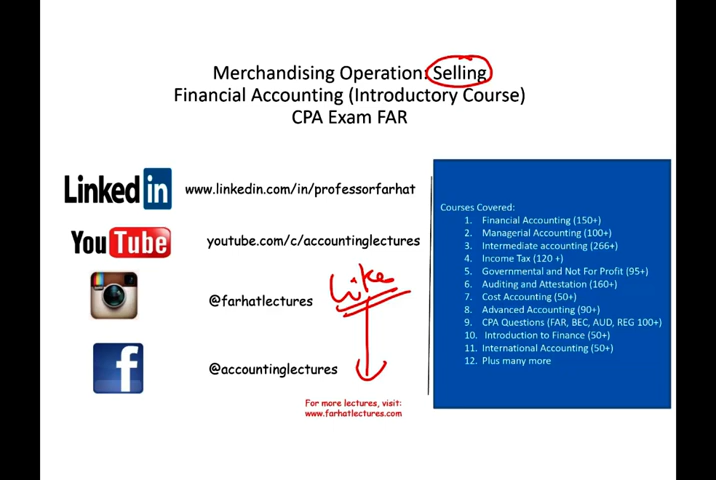 Merchandising Operation: Selling
Financial Accounting (Introductory Course)
CPA Exam FAR
Linked in www.linkedin.com/in/professorfarhat
You Tube youtube.com/c/accountinglectures
Like
@farhatlectures
f @accountinglectures
For more lectures, visit:
www.farhatlectures.com
Courses Covered:
1. Financial Accounting (150+)
2. Managerial Accounting (100+)
3. Intermediate accounting (266+)
4. Income Tax (120 +)
5. Governmental and Not For Profit (95+)
6. Auditing and Attestation (160+)
7. Cost Accounting (50+)
8. Advanced Accounting (90+)
9. CPA Questions (FAR, BEC, AUD, REG 100+)
10. Introduction to Finance (50+)
11. International Accounting (50+)
12. Plus many more